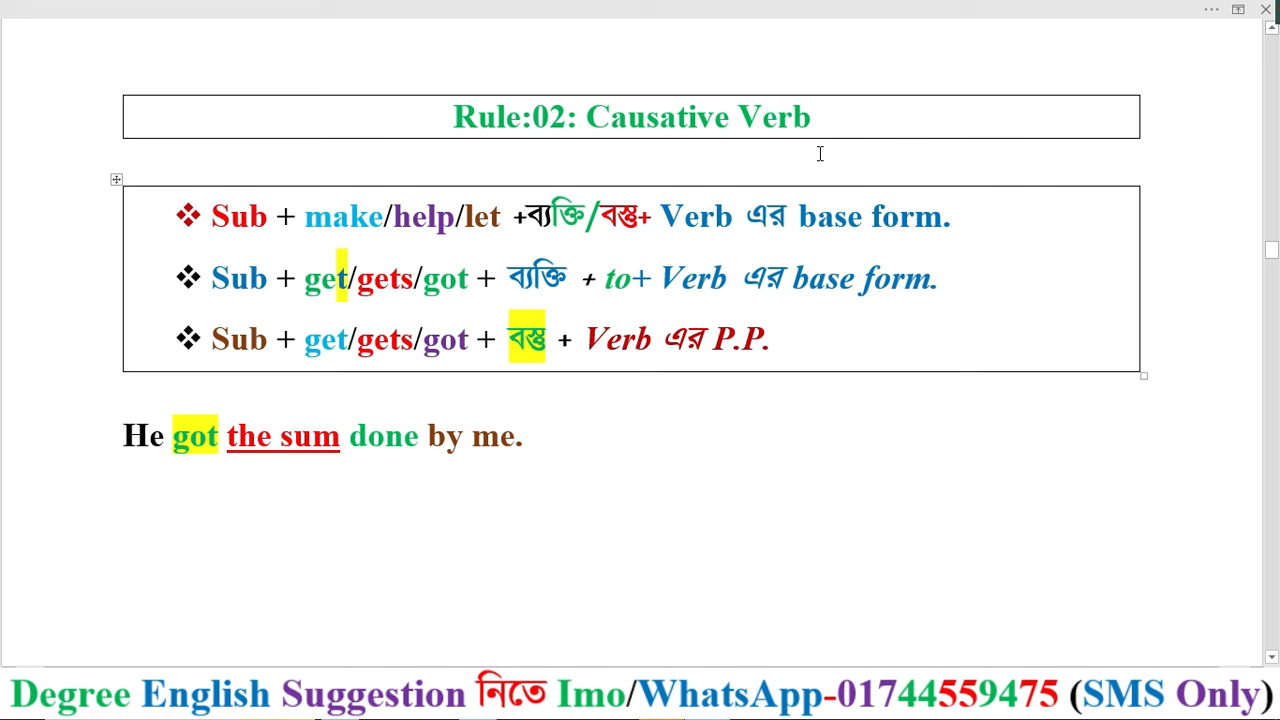 Rule:02: Causative Verb
❖ Sub + make/help/let +ব্যক্তি/বস্তু+ Verb এর base form.
❖ Sub + get/gets/got + ব্যক্তি + to+ Verb এর base form.
❖ Sub + get/gets/got + বস্তু + Verb এর P.P.
He got the sum done by me.
Degree English Suggestion নিতে Imo/WhatsApp-01744559475 (SMS Only)